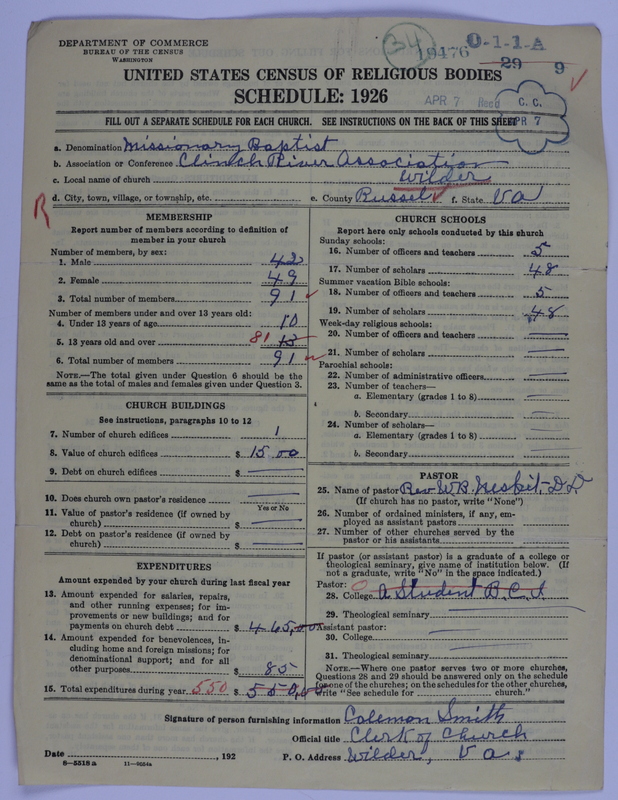 DEPARTMENT OF COMMERCE
BUREAU OF THE CENSUS
WASHINGTON
34
19476
O-1-1-A
29 9
UNITED STATES CENSUS OF RELIGIOUS BODIES
SCHEDULE: 1926
APR 7 Recd
C. C.
APR 7
FILL OUT A SEPARATE SCHEDULE FOR EACH CHURCH. SEE INSTRUCTIONS ON THE BACK OF THIS SHEET
a. Denomination Missionary Baptist
b. Association or Conference Clinch River Association
c. Local name of church Wilder
d. City, town, village, or township, etc. e. County Russel f. State Va
R
MEMBERSHIP
Report number of members according to definition of
member in your church
Number of members, by sex:
1. Male 42
2. Female 49
3. Total number of members 91
Number of members under and over 13 years old:
4. Under 13 years of age 10
5. 13 years old and over 81 13
6. Total number of members 91
NOTE.—The total given under Question 6 should be the
same as the total of males and females given under Question 3.
CHURCH BUILDINGS
See instructions, paragraphs 10 to 12
7. Number of church edifices 1
8. Value of church edifices $ 15 00
9. Debt on church edifices $
10. Does church own pastor's residence
Yes or No
11. Value of pastor's residence (if owned by
church) $
12. Debt on pastor's residence (if owned by
church) $
EXPENDITURES
Amount expended by your church during last fiscal year
13. Amount expended for salaries, repairs,
and other running expenses; for im-
provements or new buildings; and for
payments on church debt $ 465,00
14. Amount expended for benevolences, in-
cluding home and foreign missions; for
denominational support; and for all
other purposes $ 85
15. Total expenditures during year 550 $ 550,00
CHURCH SCHOOLS
Report here only schools conducted by this church
Sunday schools:
16. Number of officers and teachers 5
17. Number of scholars 48
Summer vacation Bible schools:
18. Number of officers and teachers 5
19. Number of scholars 48
Week-day religious schools:
20. Number of officers and teachers
21. Number of scholars
Parochial schools:
22. Number of administrative officers
23. Number of teachers—
a. Elementary (grades 1 to 8)
b. Secondary
24. Number of scholars—
a. Elementary (grades 1 to 8)
b. Secondary
PASTOR
25. Name of pastor Rev. W. B. Neskit, D.D
(If church has no pastor, write "None")
26. Number of ordained ministers, if any, em-
ployed as assistant pastors
27. Number of other churches served by the
pastor or his assistants
If pastor (or assistant pastor) is a graduate of a college or
theological seminary, give name of institution below. (If
not a graduate, write "No" in the space indicated.)
Pastor:
28. College a Student B.C.
29. Theological seminary
Assistant pastor:
30. College
31. Theological seminary
NOTE.—Where one pastor serves two or more churches,
Questions 28 and 29 should be answered only on the schedule
for one of the churches; on the schedules for the other churches,
write "See schedule for church."
Signature of person furnishing information Colemon Smith
Official title Clerk of Church
Date , 192 P. O. Address Wilder, Va.
8—5518 a 11—9554a